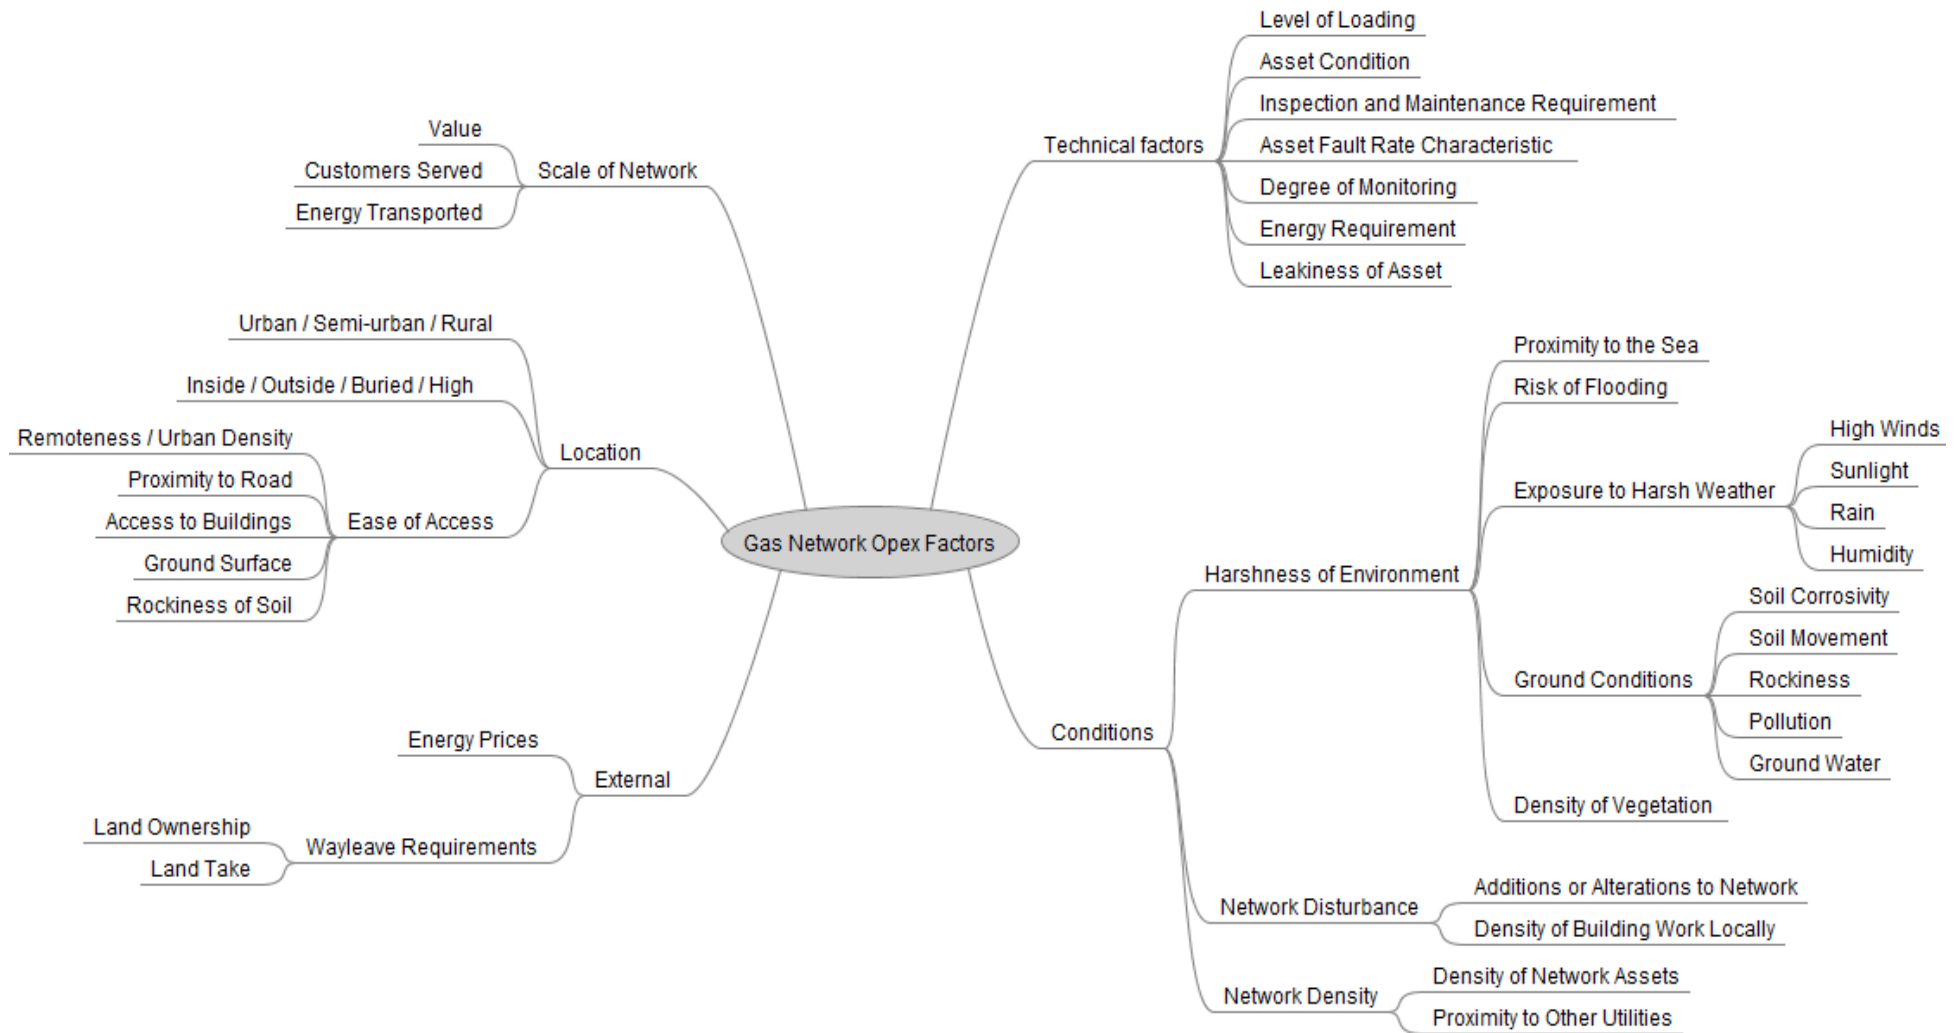 Gas Network Opex Factors
Scale of Network
Value
Customers Served
Energy Transported
Location
Urban / Semi-urban / Rural
Inside / Outside / Buried / High
Ease of Access
Remoteness / Urban Density
Proximity to Road
Access to Buildings
Ground Surface
Rockiness of Soil
External
Energy Prices
Wayleave Requirements
Land Ownership
Land Take
Technical factors
Level of Loading
Asset Condition
Inspection and Maintenance Requirement
Asset Fault Rate Characteristic
Degree of Monitoring
Energy Requirement
Leakiness of Asset
Conditions
Harshness of Environment
Proximity to the Sea
Risk of Flooding
Exposure to Harsh Weather
High Winds
Sunlight
Rain
Humidity
Ground Conditions
Soil Corrosivity
Soil Movement
Rockiness
Pollution
Ground Water
Density of Vegetation
Network Disturbance
Additions or Alterations to Network
Density of Building Work Locally
Network Density
Density of Network Assets
Proximity to Other Utilities